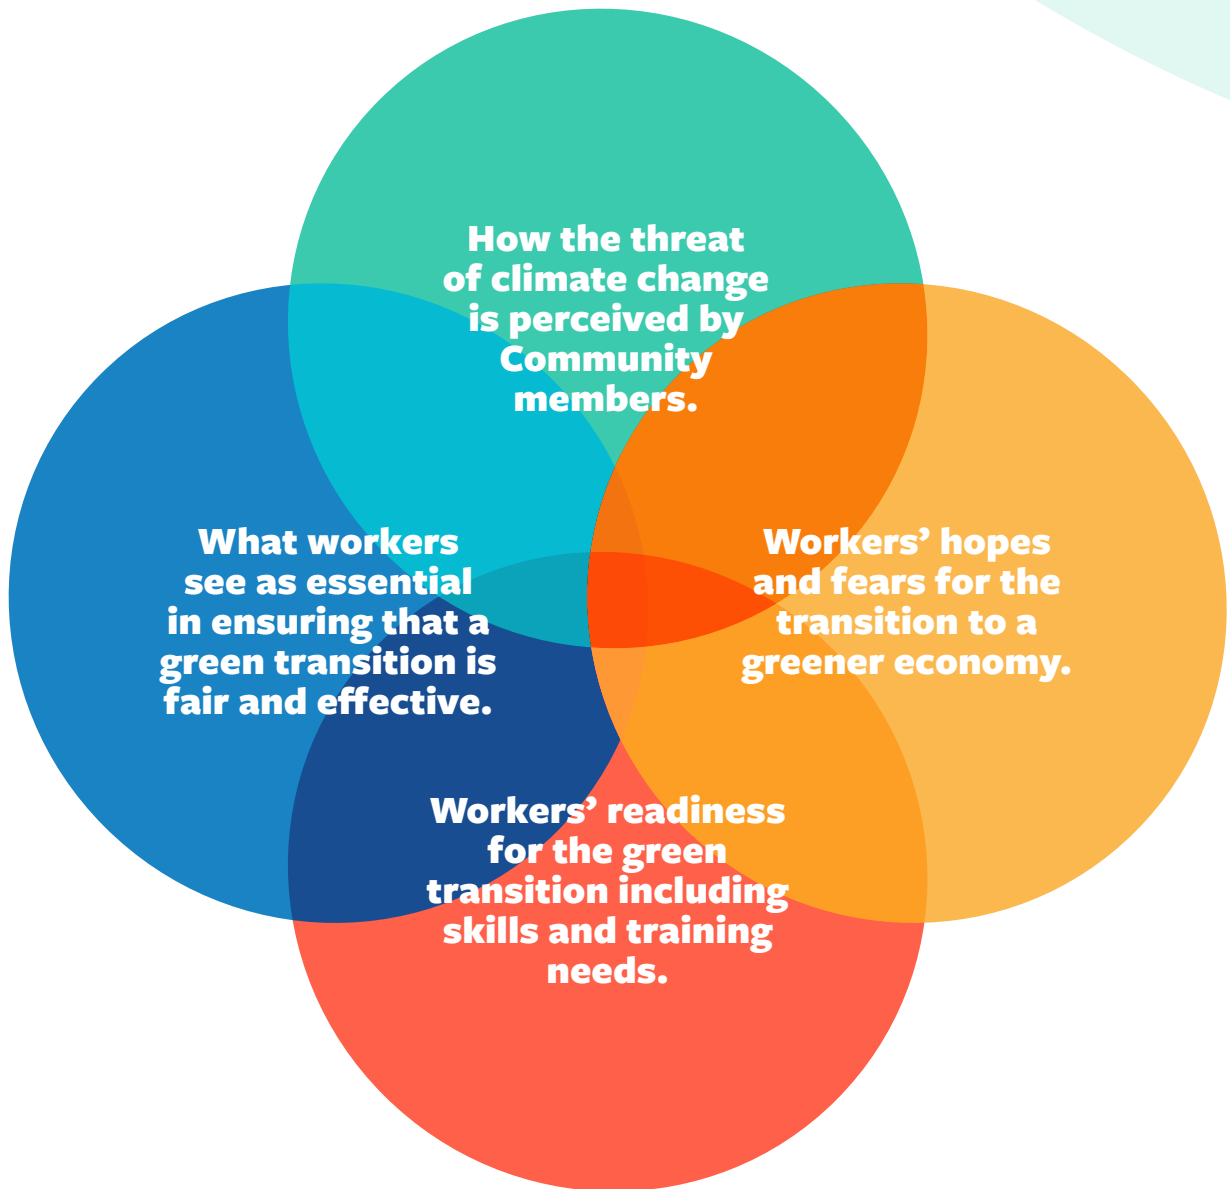 How the threat
of climate change
is perceived by
Community
members.
What workers
see as essential
in ensuring that a
green transition is
fair and effective.
Workers’ hopes
and fears for the
transition to a
greener economy.
Workers’ readiness
for the green
transition including
skills and training
needs.